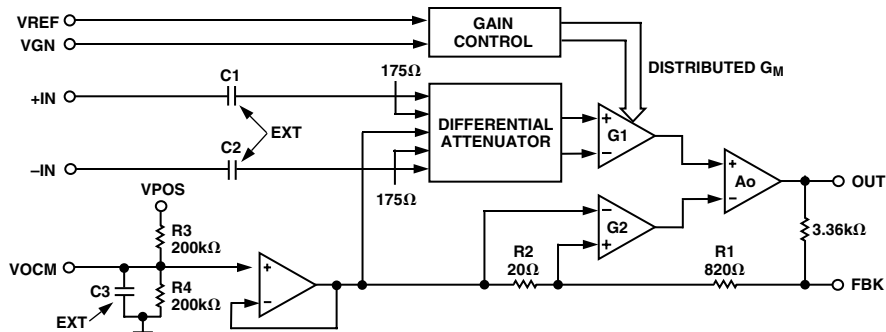 VREF
VGN
GAIN
CONTROL
DISTRIBUTED GM
+IN
C1
175Ω
EXT
DIFFERENTIAL
ATTENUATOR
+
G1
−
C2
−IN
175Ω
+
Ao
−
OUT
VPOS
R3
200kΩ
−
G2
+
3.36kΩ
VOCM
R2
20Ω
R1
820Ω
C3
R4
200kΩ
+
−
FBK
EXT